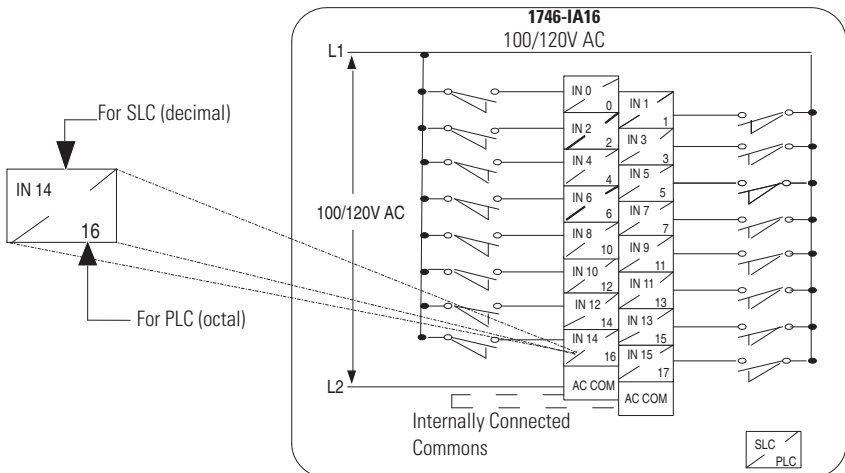 1746-IA16
100/120V AC
L1
For SLC (decimal)
IN 14
16
For PLC (octal)
100/120V AC
IN 0
0
IN 1
1
IN 2
2
IN 3
3
IN 4
4
IN 5
5
IN 6
6
IN 7
7
IN 8
10
IN 9
11
IN 10
12
IN 11
13
IN 12
14
IN 13
15
IN 14
16
IN 15
17
L2
AC COM
AC COM
Internally Connected
Commons
SLC
PLC